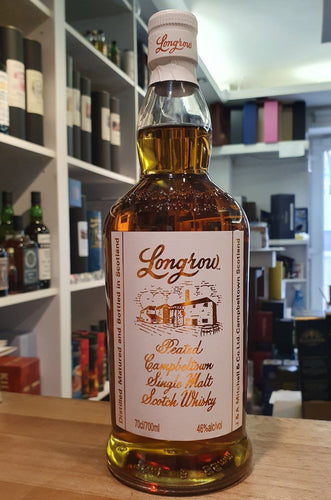 Longrow
Longrow
Peated
Campbeltown
Single Malt
Scotch Whisky
70cl/700ml
46%alc/vol
Distilled Matured and Bottled in Scotland
J & A Mitchell & Co Ltd Campbeltown Scotland